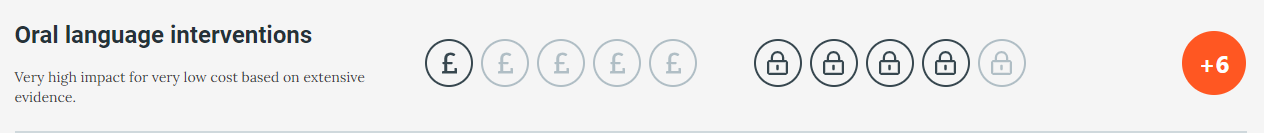 Oral language interventions
Very high impact for very low cost based on extensive
evidence.
£ £ £ £ £
+6